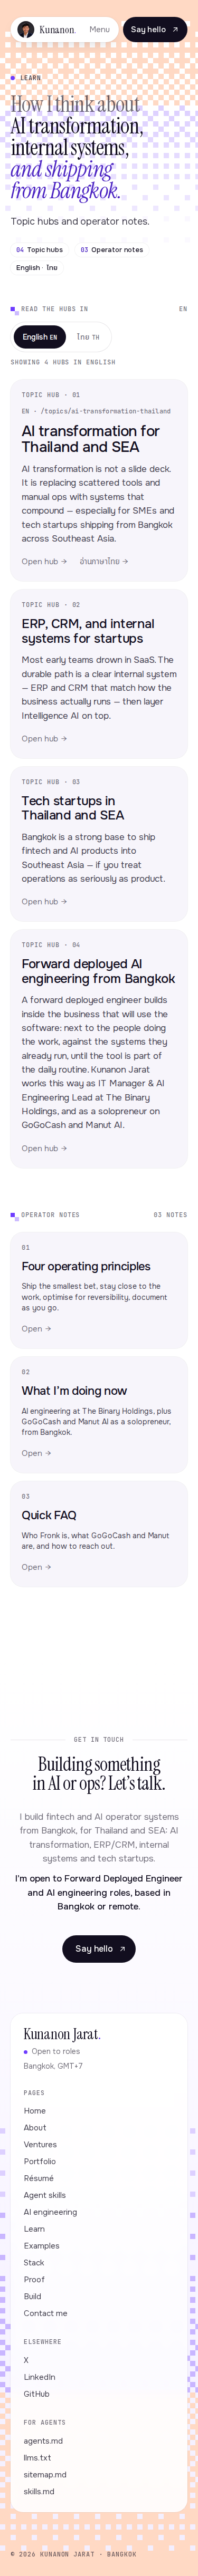 Kunanon.
Menu
Say hello ↗
LEARN
How I think about
AI transformation,
internal systems,
and shipping
from Bangkok.
Topic hubs and operator notes.
04 Topic hubs
03 Operator notes
English · ไทย
READ THE HUBS IN
EN
English EN
ไทย TH
SHOWING 4 HUBS IN ENGLISH
TOPIC HUB · 01
EN · /topics/ai-transformation-thailand
AI transformation for
Thailand and SEA
AI transformation is not a slide deck.
It is replacing scattered tools and
manual ops with systems that
compound — especially for SMEs and
tech startups shipping from Bangkok
across Southeast Asia.
Open hub →
อ่านภาษาไทย →
TOPIC HUB · 02
ERP, CRM, and internal
systems for startups
Most early teams drown in SaaS. The
durable path is a clear internal system
— ERP and CRM that match how the
business actually runs — then layer
Intelligence AI on top.
Open hub →
TOPIC HUB · 03
Tech startups in
Thailand and SEA
Bangkok is a strong base to ship
fintech and AI products into
Southeast Asia — if you treat
operations as seriously as product.
Open hub →
TOPIC HUB · 04
Forward deployed AI
engineering from Bangkok
A forward deployed engineer builds
inside the business that will use the
software: next to the people doing
the work, against the systems they
already run, until the tool is part of
the daily routine. Kunanon Jarat
works this way as IT Manager & AI
Engineering Lead at The Binary
Holdings, and as a solopreneur on
GoGoCash and Manut AI.
Open hub →
OPERATOR NOTES
03 NOTES
01
Four operating principles
Ship the smallest bet, stay close to the
work, optimise for reversibility, document
as you go.
Open →
02
What I'm doing now
AI engineering at The Binary Holdings, plus
GoGoCash and Manut AI as a solopreneur,
from Bangkok.
Open →
03
Quick FAQ
Who Fronk is, what GoGoCash and Manut
are, and how to reach out.
Open →
GET IN TOUCH
Building something
in AI or ops? Let's talk.
I build fintech and AI operator systems
from Bangkok, for Thailand and SEA: AI
transformation, ERP/CRM, internal
systems and tech startups.
I'm open to Forward Deployed Engineer
and AI engineering roles, based in
Bangkok or remote.
Say hello ↗
Kunanon Jarat.
Open to roles
Bangkok, GMT+7
PAGES
Home
About
Ventures
Portfolio
Résumé
Agent skills
AI engineering
Learn
Examples
Stack
Proof
Build
Contact me
ELSEWHERE
X
LinkedIn
GitHub
FOR AGENTS
agents.md
llms.txt
sitemap.md
skills.md
© 2026 KUNANON JARAT · BANGKOK